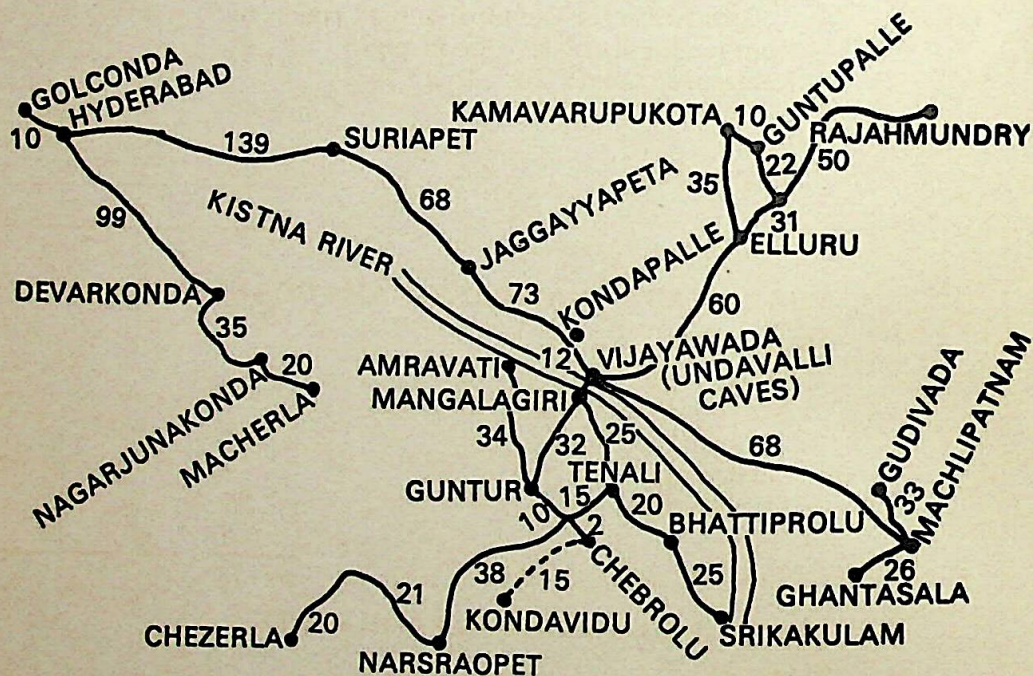 GOLCONDA
HYDERABAD
10
139
SURIAPET
KAMAVARUPUKOTA
10
GUNTUPALLE
RAJAHMUNDRY
22
50
35
31
ELLURU
99
KISTNA RIVER
68
JAGGAYYAPETA
KONDAPALLE
60
DEVARKONDA
35
20
NAGARJUNAKONDA
MACHERLA
73
12
VIJAYAWADA
(UNDAVALLI
CAVES)
AMRAVATI
MANGALAGIRI
34
32
25
68
GUDIVADA
33
MACHLIPATNAM
GUNTUR
TENALI
15
10
2
20
BHATTIPROLU
26
GHANTASALA
38
15
CHEBROLU
25
KONDAVIDU
SRIKAKULAM
CHEZERLA
20
21
NARSRAOPET